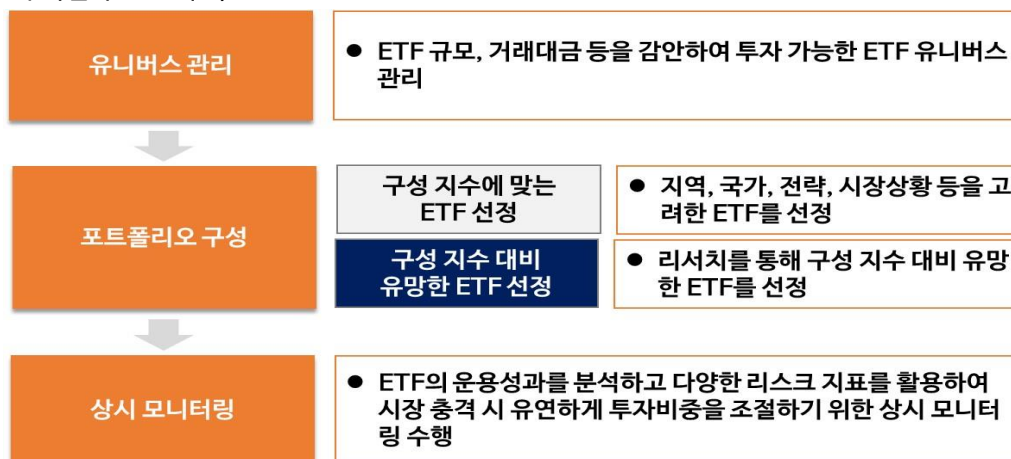 유니버스 관리
● ETF 규모, 거래대금 등을 감안하여 투자 가능한 ETF 유니버스
관리
포트폴리오 구성
구성 지수에 맞는
ETF 선정
● 지역, 국가, 전략, 시장상황 등을 고
려한 ETF를 선정
구성 지수 대비
유망한 ETF 선정
● 리서치를 통해 구성 지수 대비 유망
한 ETF를 선정
상시 모니터링
● ETF의 운용성과를 분석하고 다양한 리스크 지표를 활용하여
시장 충격 시 유연하게 투자비중을 조절하기 위한 상시 모니터
링 수행